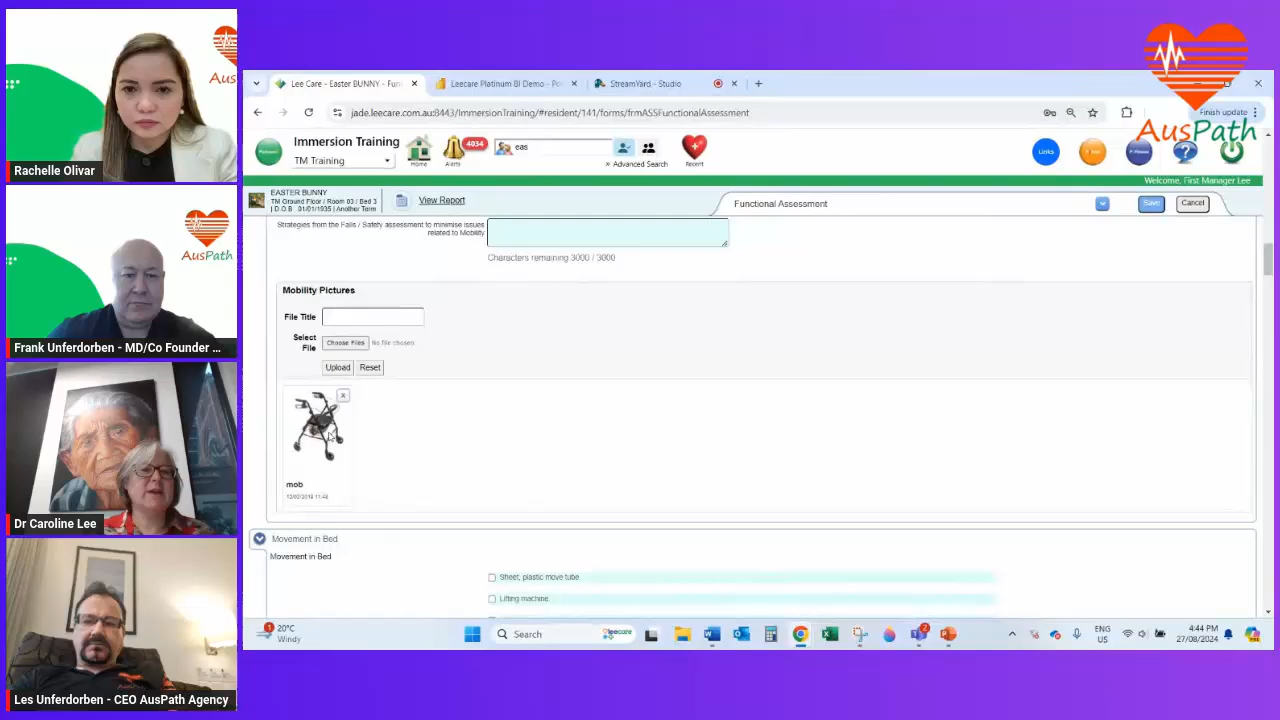 AusPath
Rachelle Olivar
AusPath
Frank Unferdorben - MD/Co Founder ...
Dr Caroline Lee
Les Unferdorben - CEO AusPath Agency
AusPath
Lee Care - Easter BUNNY - Fun
Leecare Platinum BI Demo - Po
StreamYard - Studio
jade.leecare.com.au:8443/ImmersionTraining/#resident/141/forms/frmASSFunctionalAssessment
Finish update
Immersion Training
TM Training
Home
Alerts
4034
eas
» Advanced Search
Recent
Links
Welcome, First Manager Lee
EASTER BUNNY
TM Ground Floor / Room 03 / Bed 3
| D.O.B 01/01/1935 | Another Term
View Report
Functional Assessment
Save
Cancel
Strategies from the Falls / Safety assessment to minimise issues
related to Mobility.
Characters remaining 3000 / 3000
Mobility Pictures
File Title
Select
File
Choose Files
No file chosen
Upload
Reset
x
mob
Movement in Bed
Movement in Bed
Sheet, plastic move tube
Lifting machine.
1
20°C
Windy
Search
leecare
2
ENG
US
4:44 PM
27/08/2024